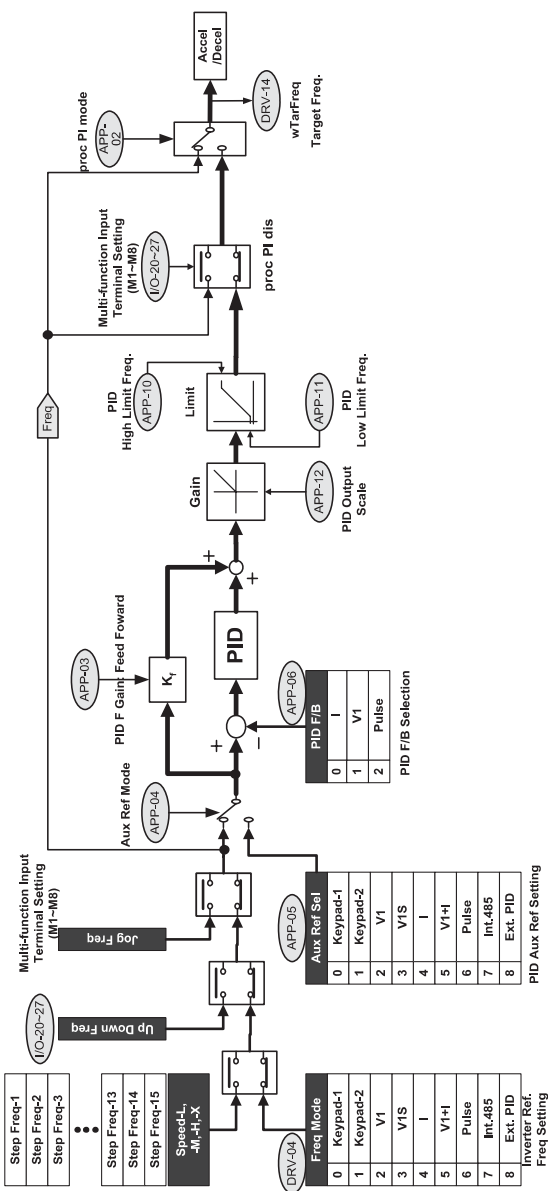 Step Freq-1
Step Freq-2
Step Freq-3
Step Freq-13
Step Freq-14
Step Freq-15
Speed-L,
-M,-H,-X
DRV-04
Freq Mode
0 Keypad-1
1 Keypad-2
2 V1
3 V1S
4 I
5 V1+I
6 Pulse
7 Int.485
8 Ext. PID
Inverter Ref.
Freq Setting
I/O-20~27
Up Down Freq
Multi-function Input
Terminal Setting
(M1~M8)
Jog Freq
APP-05
Aux Ref Sel
0 Keypad-1
1 Keypad-2
2 V1
3 V1S
4 I
5 V1+I
6 Pulse
7 Int.485
8 Ext. PID
PID Aux Ref Setting
Aux Ref Mode
APP-04
APP-03
PID F Gain: Feed Foward
Kf
+
−
PID
+
+
APP-06
PID F/B
0 I
1 V1
2 Pulse
PID F/B Selection
Freq
Gain
APP-12
PID Output
Scale
PID
High Limit Freq.
APP-10
Limit
APP-11
PID
Low Limit Freq.
Multi-function Input
Terminal Setting
(M1~M8)
I/O-20~27
proc PI dis
proc PI mode
APP-
02
Accel
/Decel
DRV-14
wTarFreq
Target Freq.